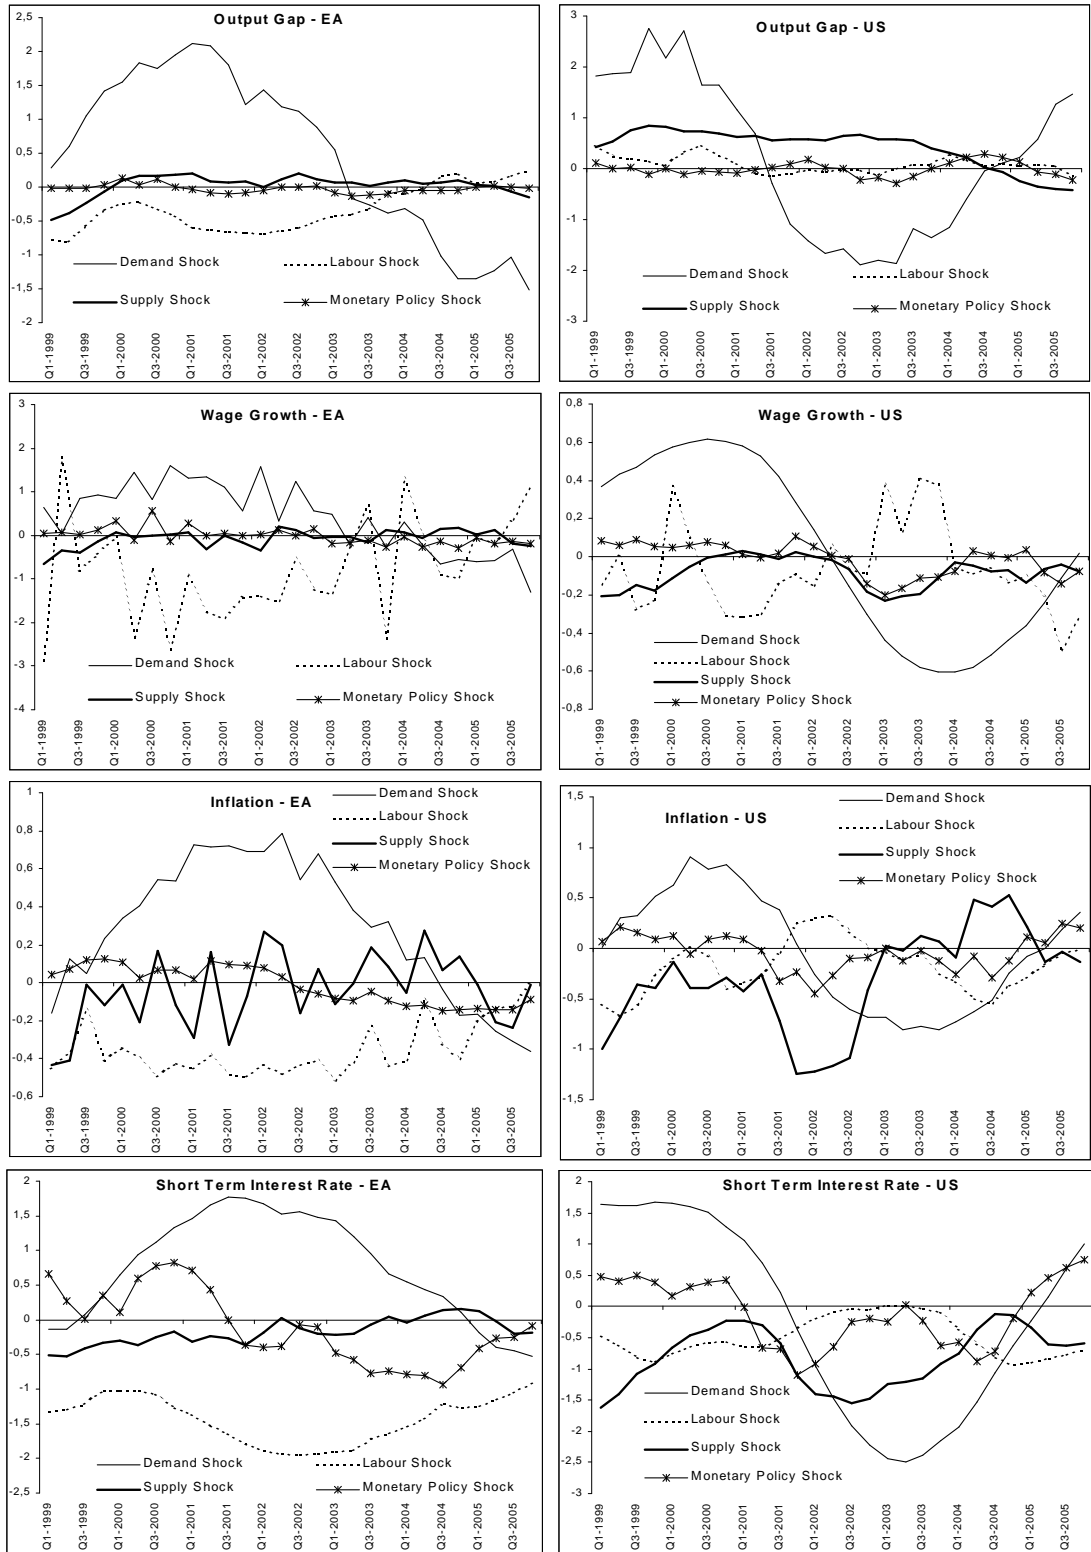 Output Gap - EA
2,5
2
1,5
1
0,5
0
-0,5
-1
-1,5
-2
Demand Shock
Labour Shock
Supply Shock
Monetary Policy Shock
Q1-1999
Q3-1999
Q1-2000
Q3-2000
Q1-2001
Q3-2001
Q1-2002
Q3-2002
Q1-2003
Q3-2003
Q1-2004
Q3-2004
Q1-2005
Q3-2005
Output Gap - US
3
2
1
0
-1
-2
-3
Demand Shock
Labour Shock
Supply Shock
Monetary Policy Shock
Q1-1999
Q3-1999
Q1-2000
Q3-2000
Q1-2001
Q3-2001
Q1-2002
Q3-2002
Q1-2003
Q3-2003
Q1-2004
Q3-2004
Q1-2005
Q3-2005
Wage Growth - EA
3
2
1
0
-1
-2
-3
-4
Demand Shock
Labour Shock
Supply Shock
Monetary Policy Shock
Q1-1999
Q3-1999
Q1-2000
Q3-2000
Q1-2001
Q3-2001
Q1-2002
Q3-2002
Q1-2003
Q3-2003
Q1-2004
Q3-2004
Q1-2005
Q3-2005
Wage Growth - US
0,8
0,6
0,4
0,2
0
-0,2
-0,4
-0,6
-0,8
Demand Shock
Labour Shock
Supply Shock
Monetary Policy Shock
Q1-1999
Q3-1999
Q1-2000
Q3-2000
Q1-2001
Q3-2001
Q1-2002
Q3-2002
Q1-2003
Q3-2003
Q1-2004
Q3-2004
Q1-2005
Q3-2005
Inflation - EA
1
0,8
0,6
0,4
0,2
0
-0,2
-0,4
-0,6
Demand Shock
Labour Shock
Supply Shock
Monetary Policy Shock
Q1-1999
Q3-1999
Q1-2000
Q3-2000
Q1-2001
Q3-2001
Q1-2002
Q3-2002
Q1-2003
Q3-2003
Q1-2004
Q3-2004
Q1-2005
Q3-2005
Inflation - US
1,5
1
0,5
0
-0,5
-1
-1,5
Demand Shock
Labour Shock
Supply Shock
Monetary Policy Shock
Q1-1999
Q3-1999
Q1-2000
Q3-2000
Q1-2001
Q3-2001
Q1-2002
Q3-2002
Q1-2003
Q3-2003
Q1-2004
Q3-2004
Q1-2005
Q3-2005
Short Term Interest Rate - EA
2
1,5
1
0,5
0
-0,5
-1
-1,5
-2
-2,5
Demand Shock
Labour Shock
Supply Shock
Monetary Policy Shock
Q1-1999
Q3-1999
Q1-2000
Q3-2000
Q1-2001
Q3-2001
Q1-2002
Q3-2002
Q1-2003
Q3-2003
Q1-2004
Q3-2004
Q1-2005
Q3-2005
Short Term Interest Rate - US
2
1,5
1
0,5
0
-0,5
-1
-1,5
-2
-2,5
-3
Demand Shock
Labour Shock
Supply Shock
Monetary Policy Shock
Q1-1999
Q3-1999
Q1-2000
Q3-2000
Q1-2001
Q3-2001
Q1-2002
Q3-2002
Q1-2003
Q3-2003
Q1-2004
Q3-2004
Q1-2005
Q3-2005